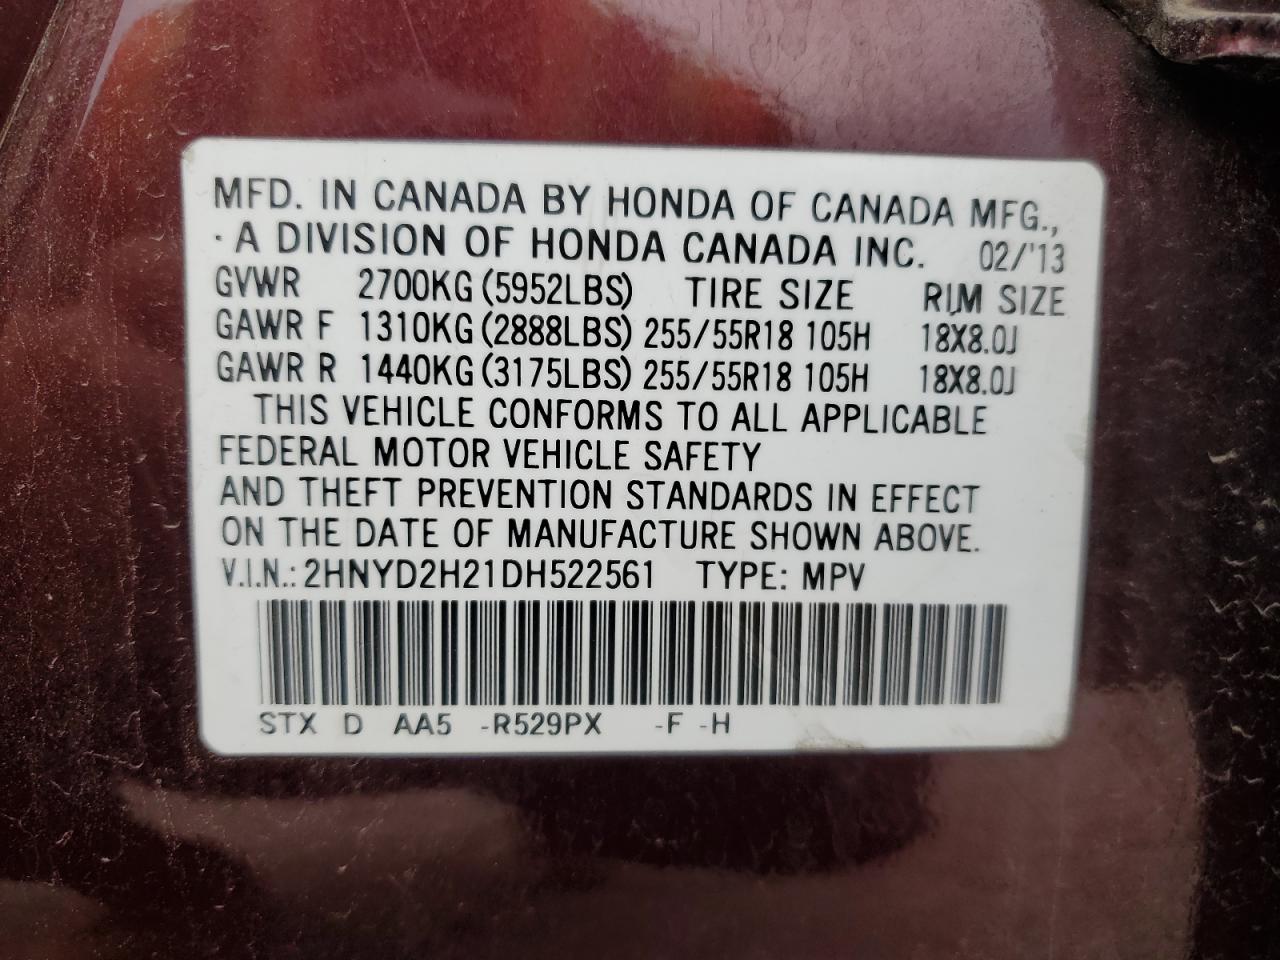 MFD. IN CANADA BY HONDA OF CANADA MFG.,
· A DIVISION OF HONDA CANADA INC. 02/'13
GVWR 2700KG (5952LBS) TIRE SIZE RIM SIZE
GAWR F 1310KG (2888LBS) 255/55R18 105H 18X8.0J
GAWR R 1440KG (3175LBS) 255/55R18 105H 18X8.0J
THIS VEHICLE CONFORMS TO ALL APPLICABLE
FEDERAL MOTOR VEHICLE SAFETY
AND THEFT PREVENTION STANDARDS IN EFFECT
ON THE DATE OF MANUFACTURE SHOWN ABOVE.
V.I.N.: 2HNYD2H21DH522561 TYPE: MPV
STX D AA5 -R529PX -F -H